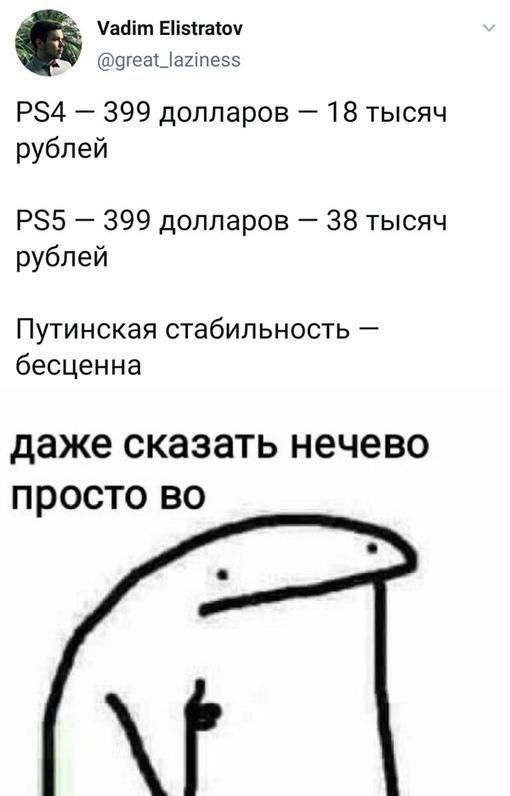 Vadim Elistratov
@great_laziness
PS4 — 399 долларов — 18 тысяч
рублей
PS5 — 399 долларов — 38 тысяч
рублей
Путинская стабильность —
бесценна
даже сказать нечево
просто во